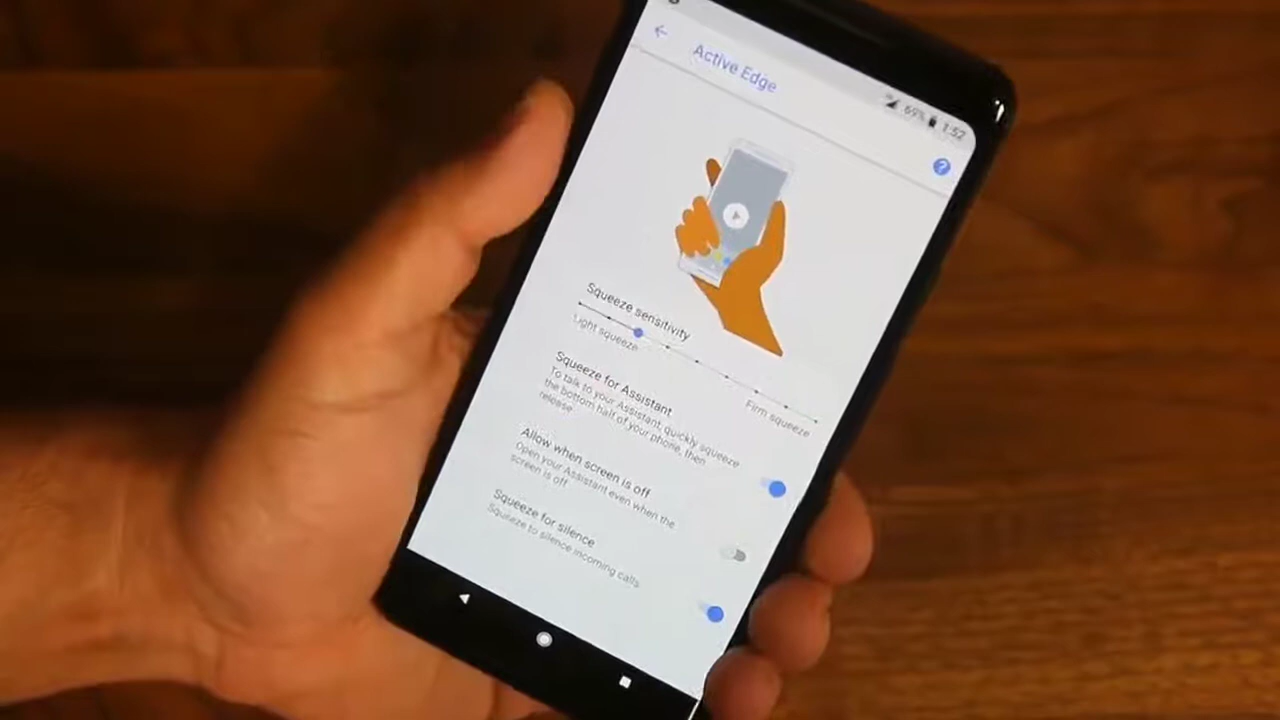 Active Edge
69% 1:52
?
Squeeze sensitivity
Light squeeze
Firm squeeze
Squeeze for Assistant
To talk to your Assistant, quickly squeeze
the bottom half of your phone, then
release.
Allow when screen is off
Open your Assistant even when the
screen is off
Squeeze for silence
Squeeze to silence incoming calls